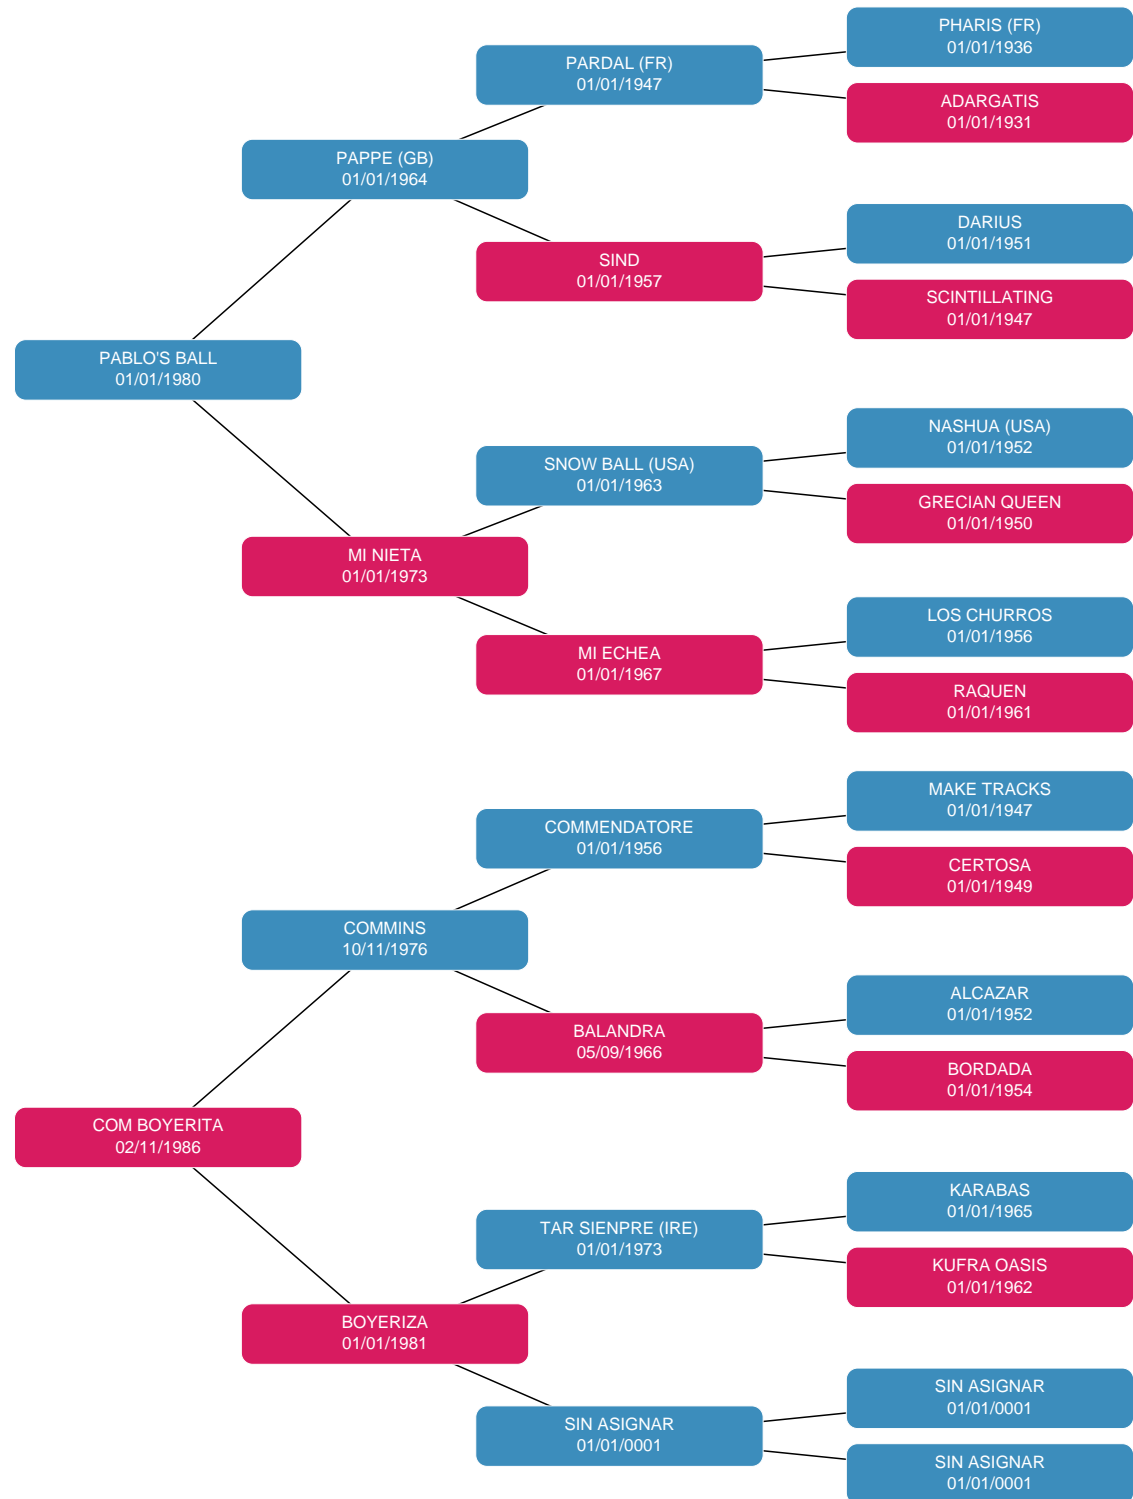 PHARIS (FR)
01/01/1936
PARDAL (FR)
01/01/1947
ADARGATIS
01/01/1931
PAPPE (GB)
01/01/1964
DARIUS
01/01/1951
SIND
01/01/1957
SCINTILLATING
01/01/1947
PABLO'S BALL
01/01/1980
NASHUA (USA)
01/01/1952
SNOW BALL (USA)
01/01/1963
GRECIAN QUEEN
01/01/1950
MI NIETA
01/01/1973
LOS CHURROS
01/01/1956
MI ECHEA
01/01/1967
RAQUEN
01/01/1961
MAKE TRACKS
01/01/1947
COMMENDATORE
01/01/1956
CERTOSA
01/01/1949
COMMINS
10/11/1976
ALCAZAR
01/01/1952
BALANDRA
05/09/1966
BORDADA
01/01/1954
COM BOYERITA
02/11/1986
KARABAS
01/01/1965
TAR SIENPRE (IRE)
01/01/1973
KUFRA OASIS
01/01/1962
BOYERIZA
01/01/1981
SIN ASIGNAR
01/01/0001
SIN ASIGNAR
01/01/0001
SIN ASIGNAR
01/01/0001